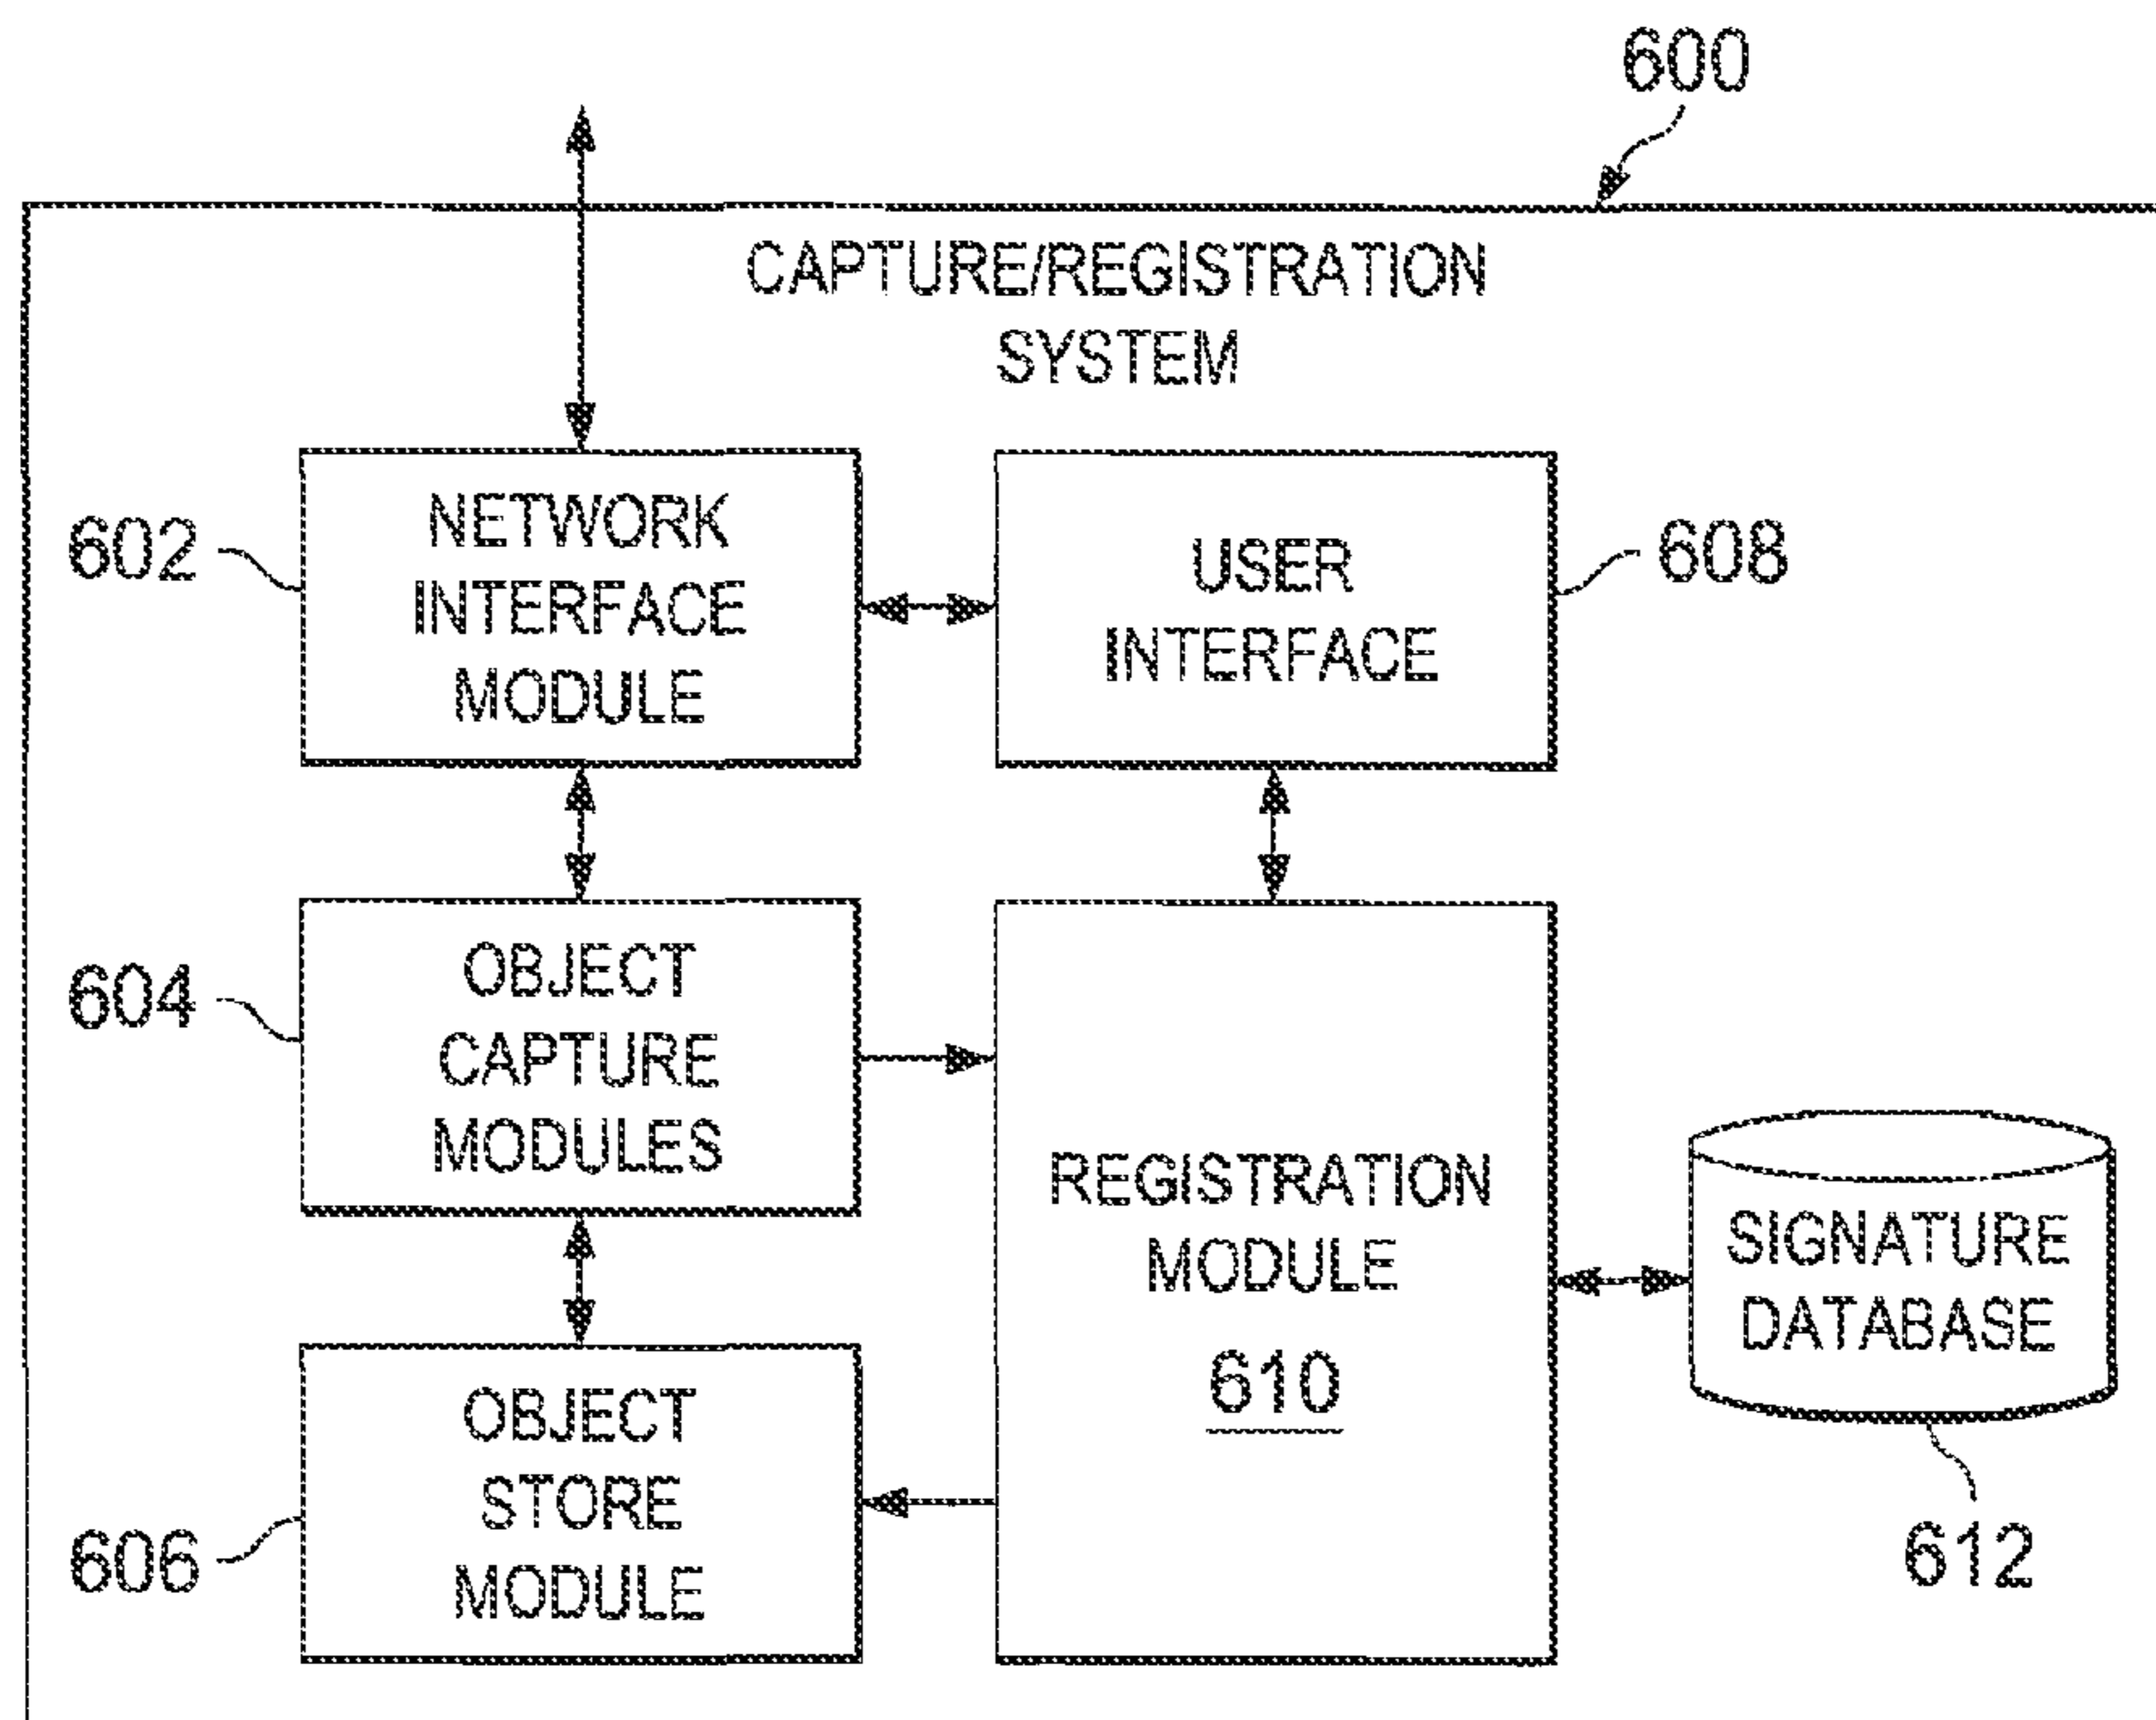 600
CAPTURE/REGISTRATION
SYSTEM
602
NETWORK
INTERFACE
MODULE
USER
INTERFACE
608
604
OBJECT
CAPTURE
MODULES
REGISTRATION
MODULE
610
SIGNATURE
DATABASE
612
606
OBJECT
STORE
MODULE